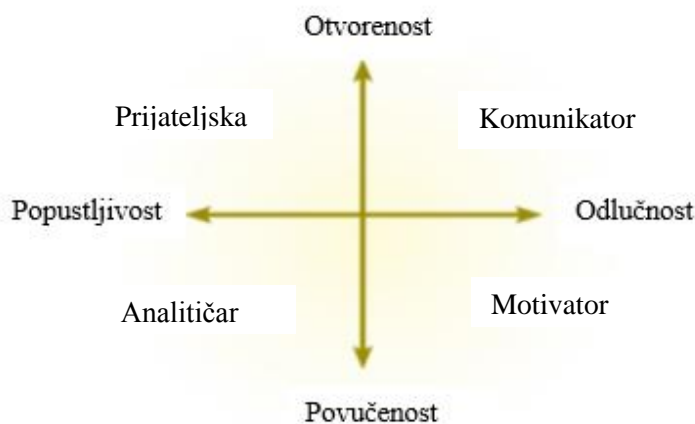 Otvorenost
Prijateljska
Komunikator
Popustljivost
Odlučnost
Analitičar
Motivator
Povučenost